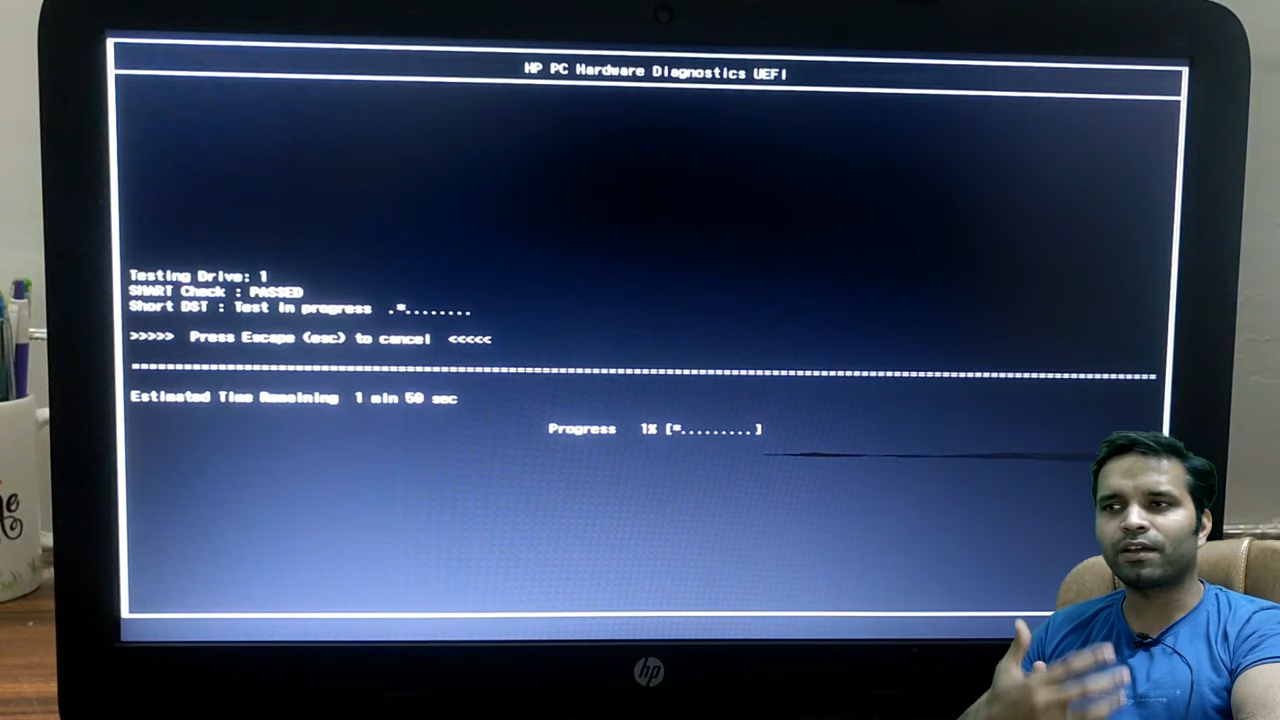 HP PC Hardware Diagnostics UEFI
Testing Drive: 1
SMART Check : PASSED
Short DST : Test in progress .*........
>>>>> Press Escape (esc) to cancel <<<<<
Estimated Time Remaining 1 min 50 sec
Progress 1% [*.........]
hp